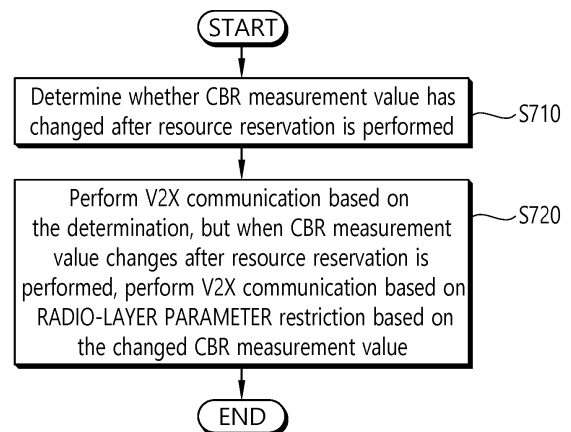 START
Determine whether CBR measurement value has
changed after resource reservation is performed
S710
Perform V2X communication based on
the determination, but when CBR measurement
value changes after resource reservation is
performed, perform V2X communication based on
RADIO-LAYER PARAMETER restriction based on
the changed CBR measurement value
S720
END